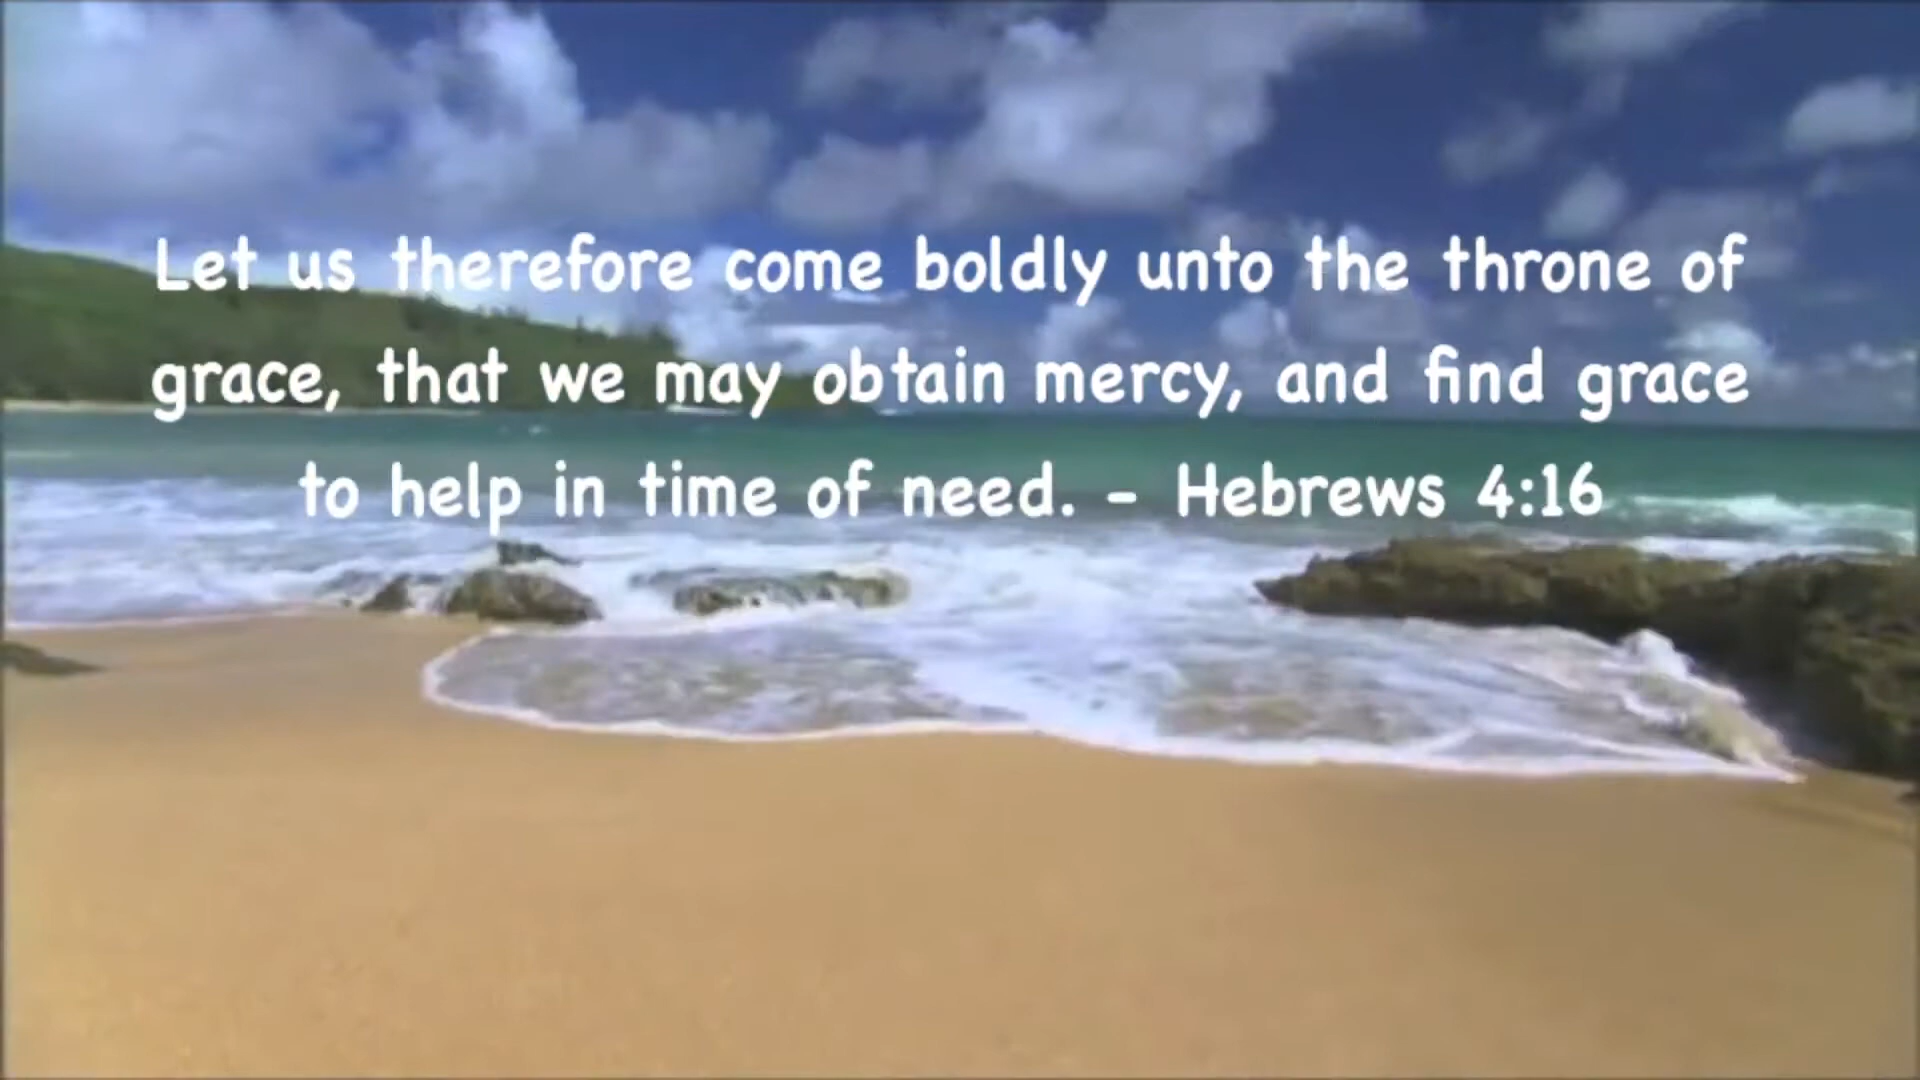 Let us therefore come boldly unto the throne of
grace, that we may obtain mercy, and find grace
to help in time of need. - Hebrews 4:16